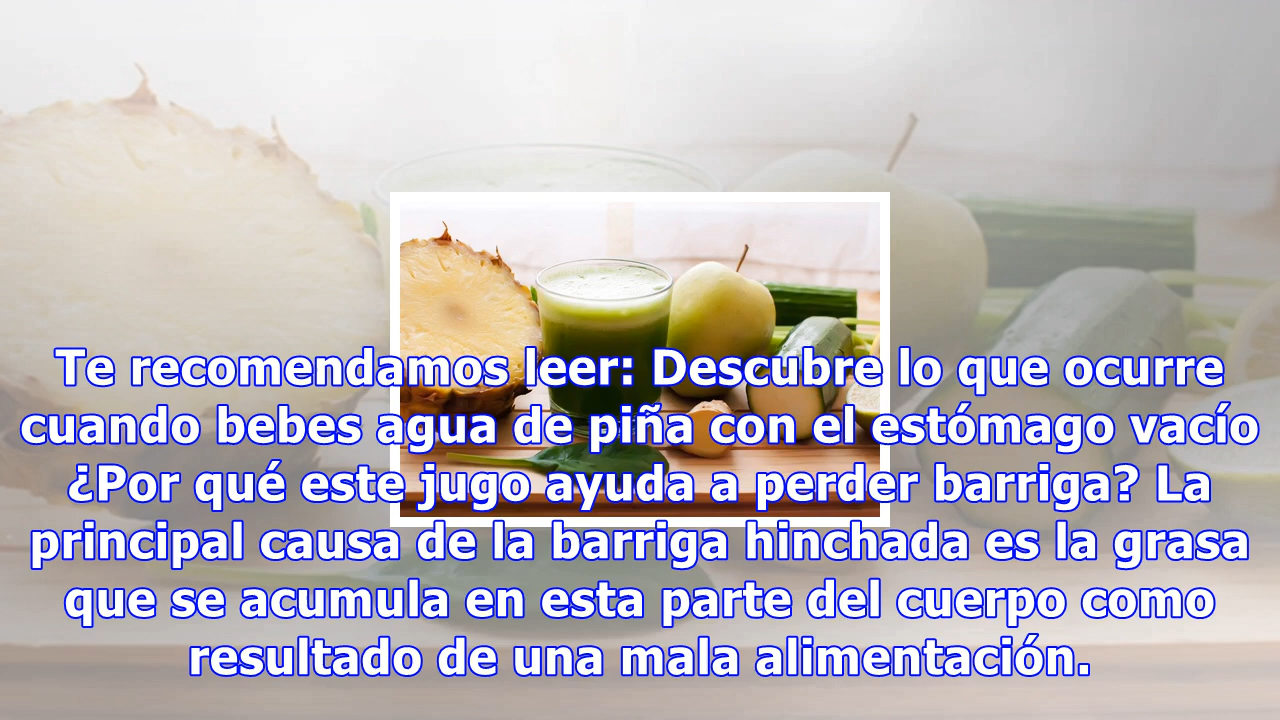 Te recomendamos leer: Descubre lo que ocurre
cuando bebes agua de piña con el estómago vacío
¿Por qué este jugo ayuda a perder barriga? La
principal causa de la barriga hinchada es la grasa
que se acumula en esta parte del cuerpo como
resultado de una mala alimentación.